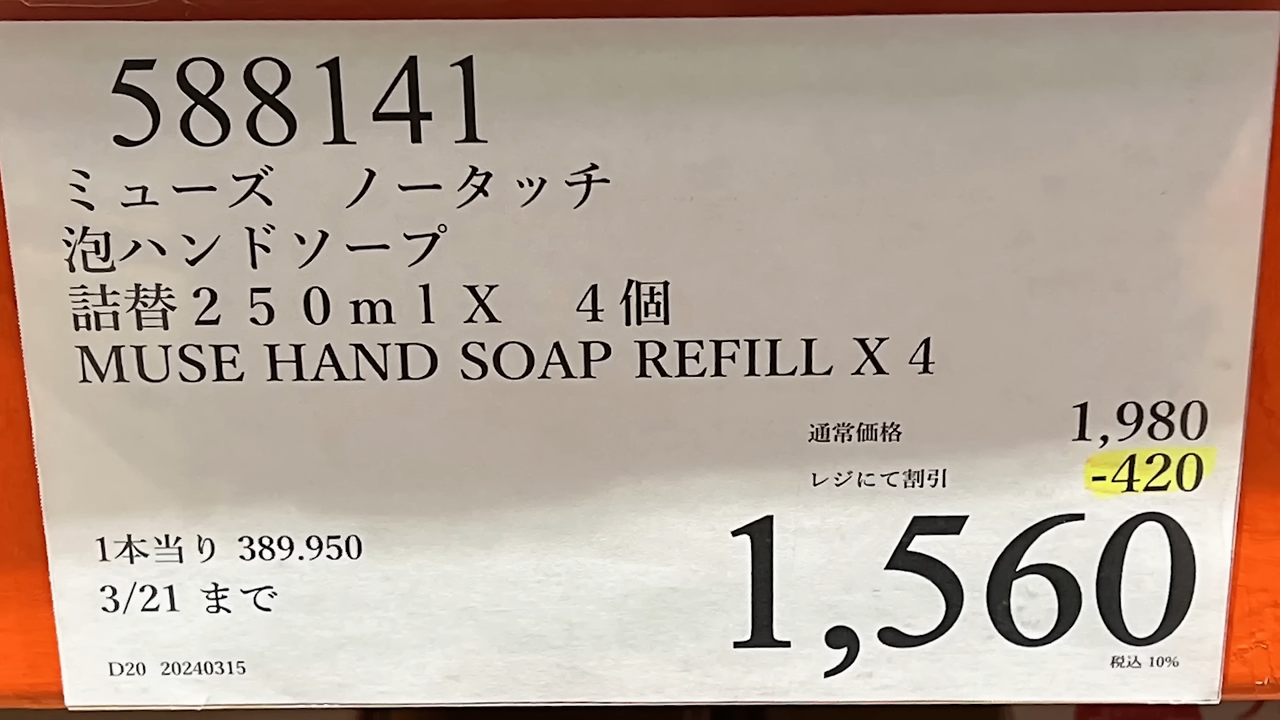 588141
ミューズ　ノータッチ
泡ハンドソープ
詰替２５０ｍｌＸ　４個
MUSE HAND SOAP REFILL X 4
通常価格 1,980
レジにて割引 -420
1,560
1本当り 389.950
3/21 まで
税込 10%
D20 20240315